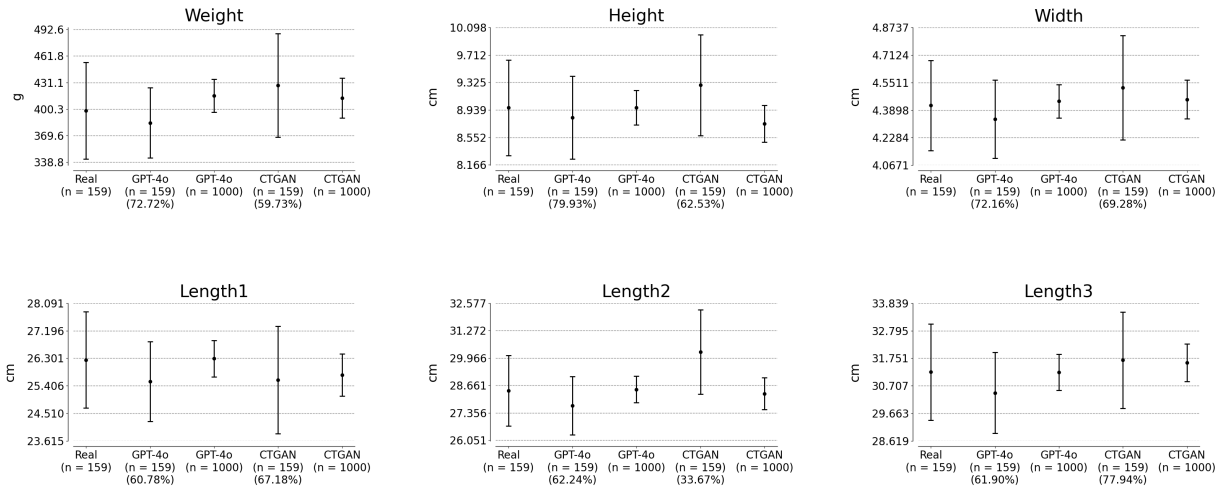 Weight
492.6
461.8
431.1
400.3
369.6
338.8
g
Real
(n = 159)
GPT-4o
(n = 159)
(72.72%)
GPT-4o
(n = 1000)
CTGAN
(n = 159)
(59.73%)
CTGAN
(n = 1000)
Height
10.098
9.712
9.325
8.939
8.552
8.166
cm
Real
(n = 159)
GPT-4o
(n = 159)
(79.93%)
GPT-4o
(n = 1000)
CTGAN
(n = 159)
(62.53%)
CTGAN
(n = 1000)
Width
4.8737
4.7124
4.5511
4.3898
4.2284
4.0671
cm
Real
(n = 159)
GPT-4o
(n = 159)
(72.16%)
GPT-4o
(n = 1000)
CTGAN
(n = 159)
(69.28%)
CTGAN
(n = 1000)
Length1
28.091
27.196
26.301
25.406
24.510
23.615
cm
Real
(n = 159)
GPT-4o
(n = 159)
(60.78%)
GPT-4o
(n = 1000)
CTGAN
(n = 159)
(67.18%)
CTGAN
(n = 1000)
Length2
32.577
31.272
29.966
28.661
27.356
26.051
cm
Real
(n = 159)
GPT-4o
(n = 159)
(62.24%)
GPT-4o
(n = 1000)
CTGAN
(n = 159)
(33.67%)
CTGAN
(n = 1000)
Length3
33.839
32.795
31.751
30.707
29.663
28.619
cm
Real
(n = 159)
GPT-4o
(n = 159)
(61.90%)
GPT-4o
(n = 1000)
CTGAN
(n = 159)
(77.94%)
CTGAN
(n = 1000)